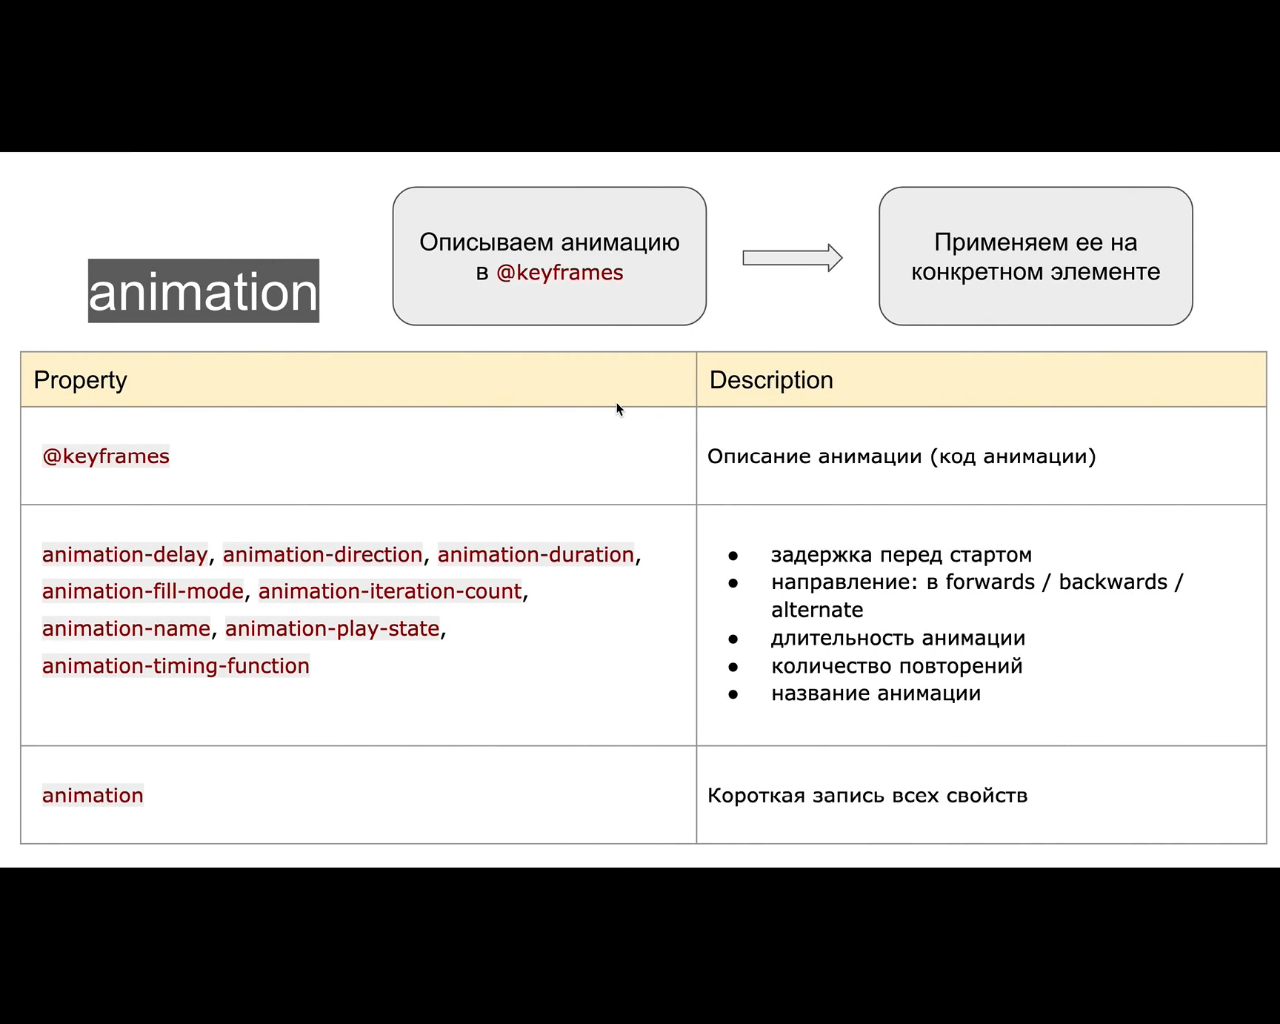 animation
Описываем анимацию
в @keyframes
Применяем ее на
конкретном элементе
Property
Description
@keyframes
Описание анимации (код анимации)
animation-delay, animation-direction, animation-duration,
animation-fill-mode, animation-iteration-count,
animation-name, animation-play-state,
animation-timing-function
● задержка перед стартом
● направление: в forwards / backwards /
alternate
● длительность анимации
● количество повторений
● название анимации
animation
Короткая запись всех свойств